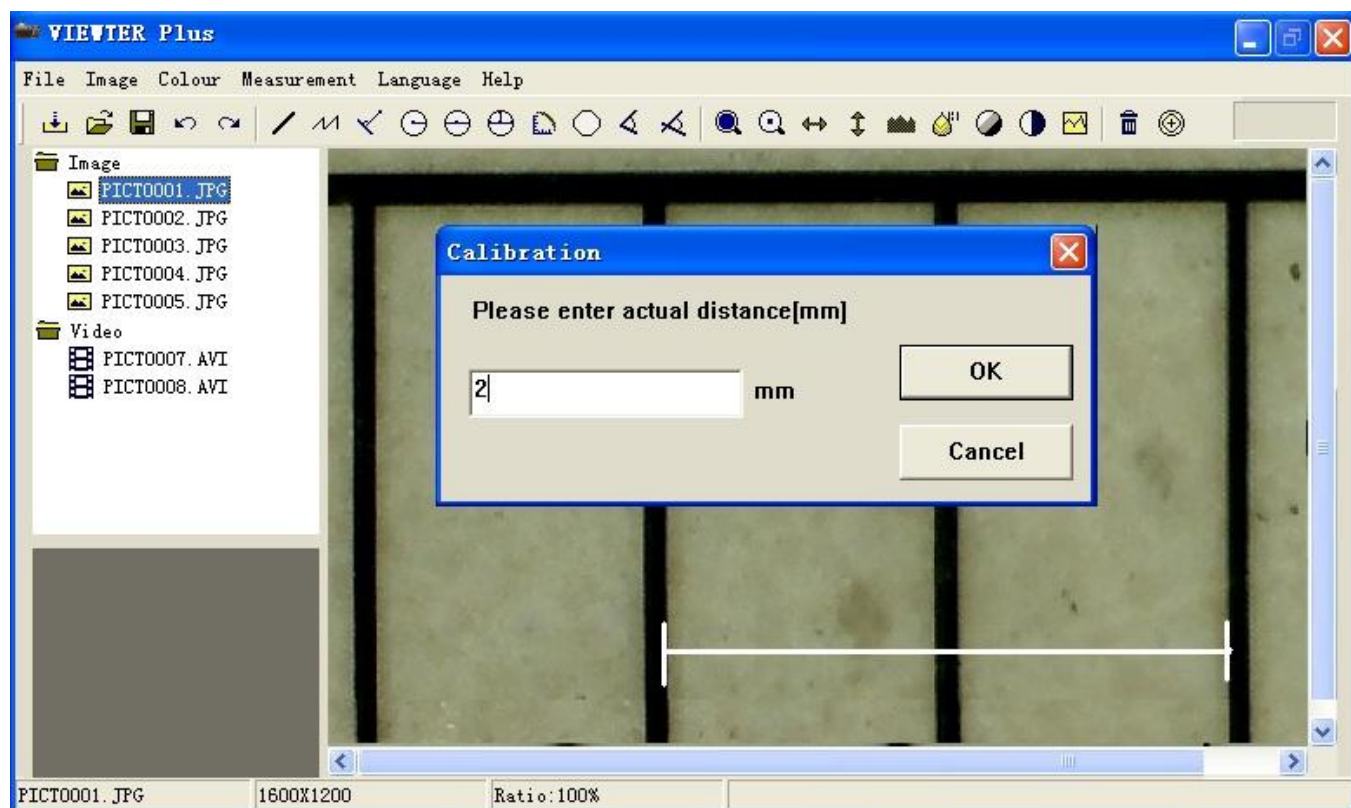 VIEWTER Plus
File Image Colour Measurement Language Help
Image
PICT0001.JPG
PICT0002.JPG
PICT0003.JPG
PICT0004.JPG
PICT0005.JPG
Video
PICT0007.AVI
PICT0008.AVI
Calibration
Please enter actual distance[mm]
2 mm
OK
Cancel
PICT0001.JPG 1600X1200 Ratio:100%